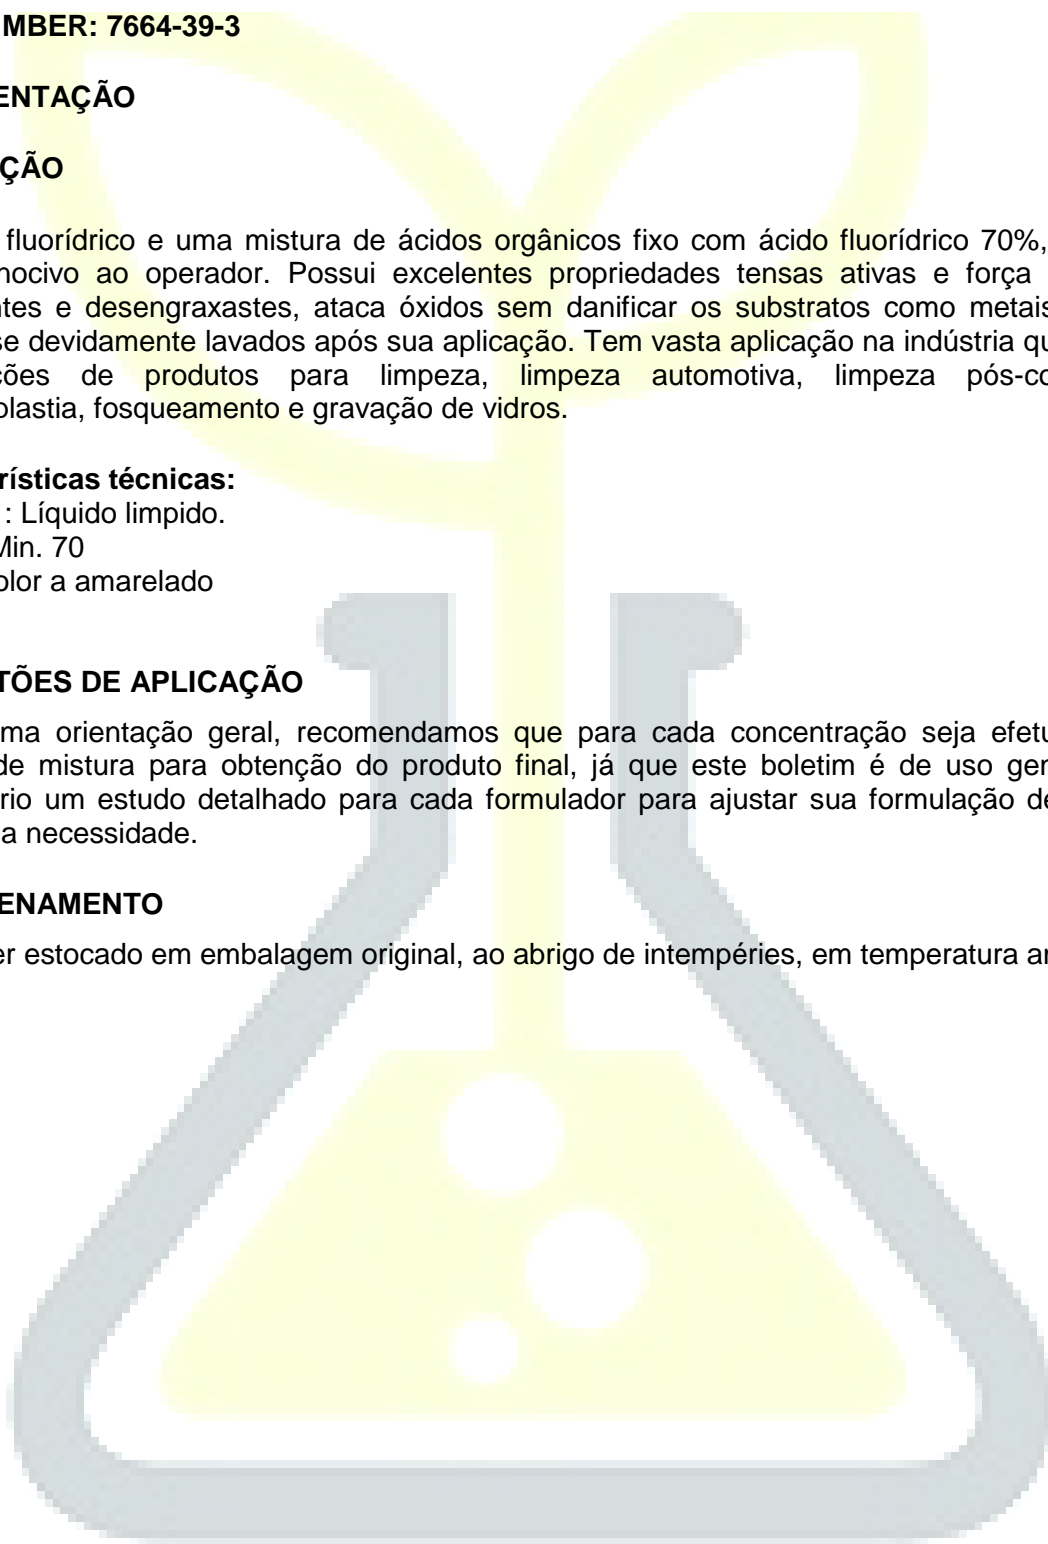 MBER: 7664-39-3
ENTAÇÃO
ÇÃO
fluorídrico e uma mistura de ácidos orgânicos fixo com ácido fluorídrico 70%,
nocivo ao operador. Possui excelentes propriedades tensas ativas e força
ntes e desengraxastes, ataca óxidos sem danificar os substratos como metais
se devidamente lavados após sua aplicação. Tem vasta aplicação na indústria qu
ções de produtos para limpeza, limpeza automotiva, limpeza pós-co
olastia, fosqueamento e gravação de vidros.
rísticas técnicas:
: Líquido limpido.
Min. 70
olor a amarelado
TÕES DE APLICAÇÃO
ma orientação geral, recomendamos que para cada concentração seja efetu
de mistura para obtenção do produto final, já que este boletim é de uso ger
rio um estudo detalhado para cada formulador para ajustar sua formulação de
a necessidade.
ENAMENTO
er estocado em embalagem original, ao abrigo de intempéries, em temperatura a